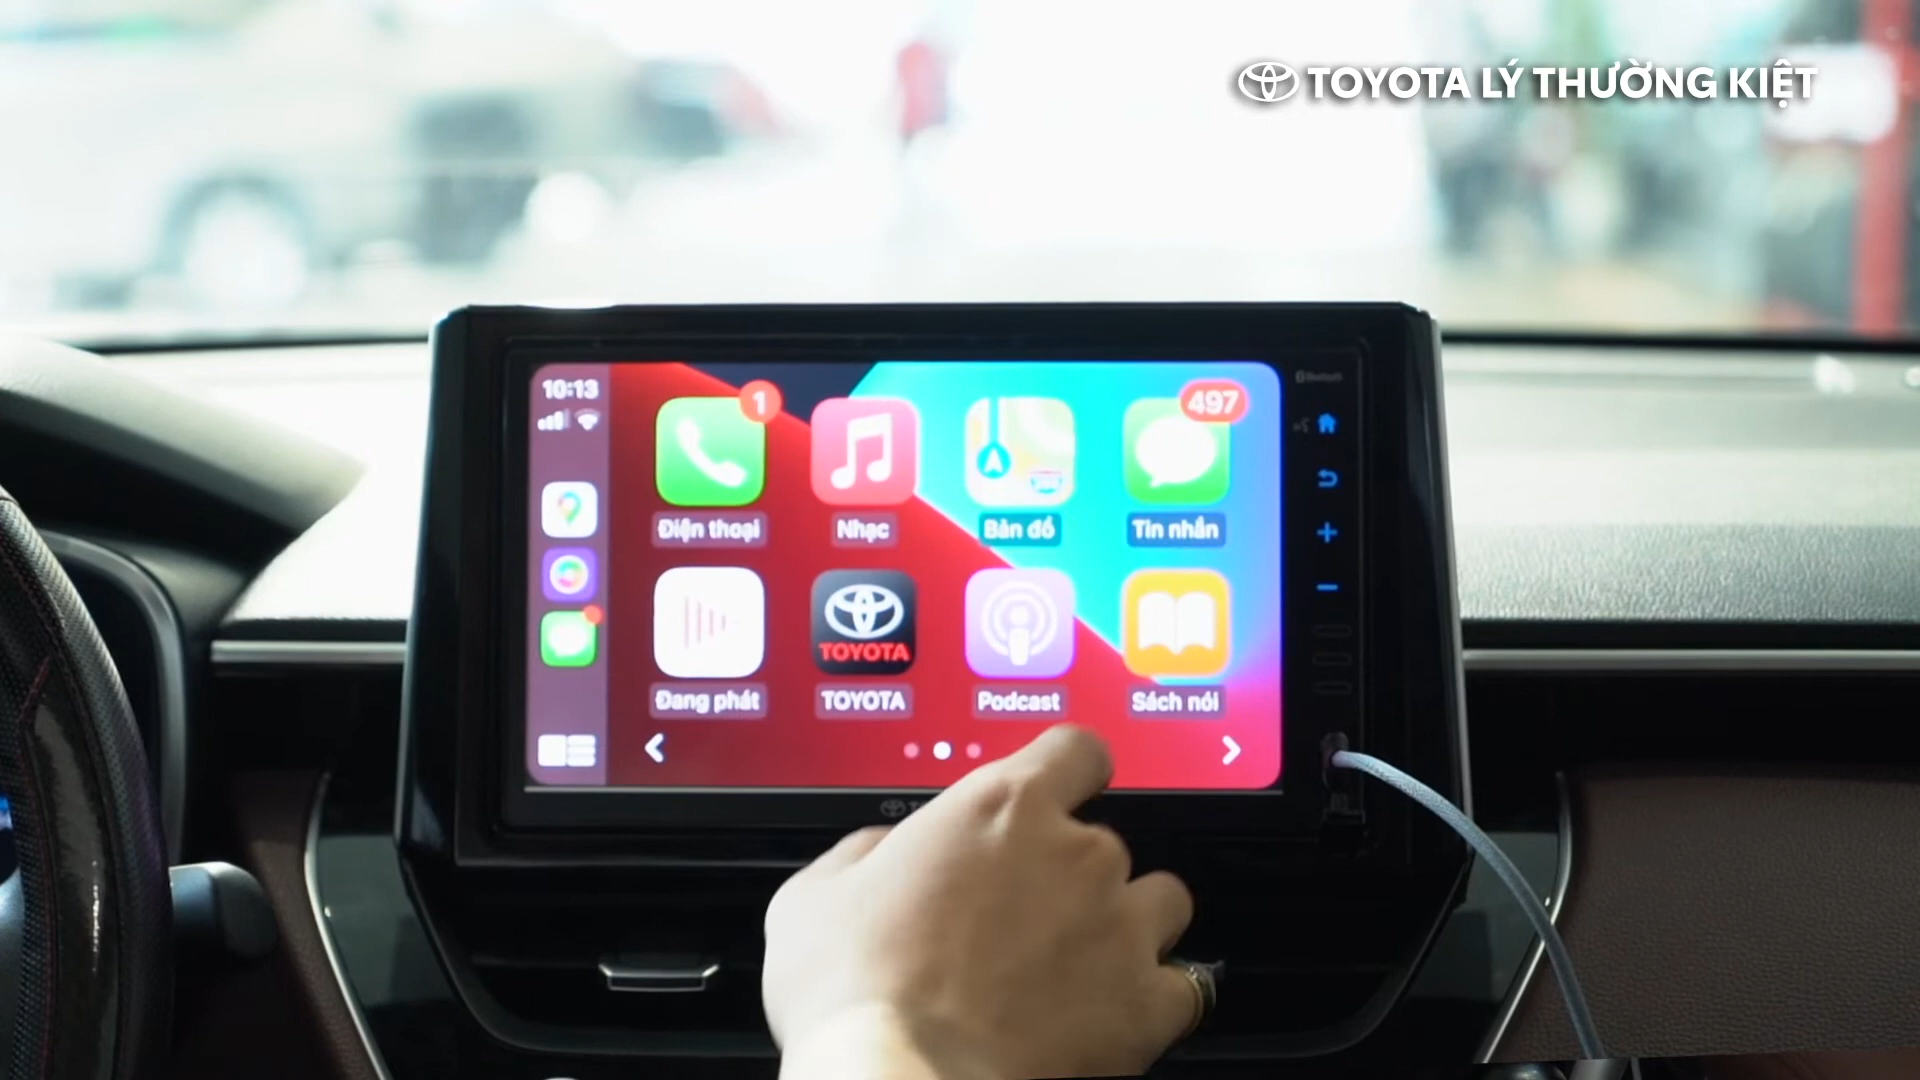 TOYOTA LÝ THƯỜNG KIỆT
Bluetooth
10:13
1
497
Điện thoại
Nhạc
Bản đồ
Tin nhắn
TOYOTA
Đang phát
TOYOTA
Podcast
Sách nói